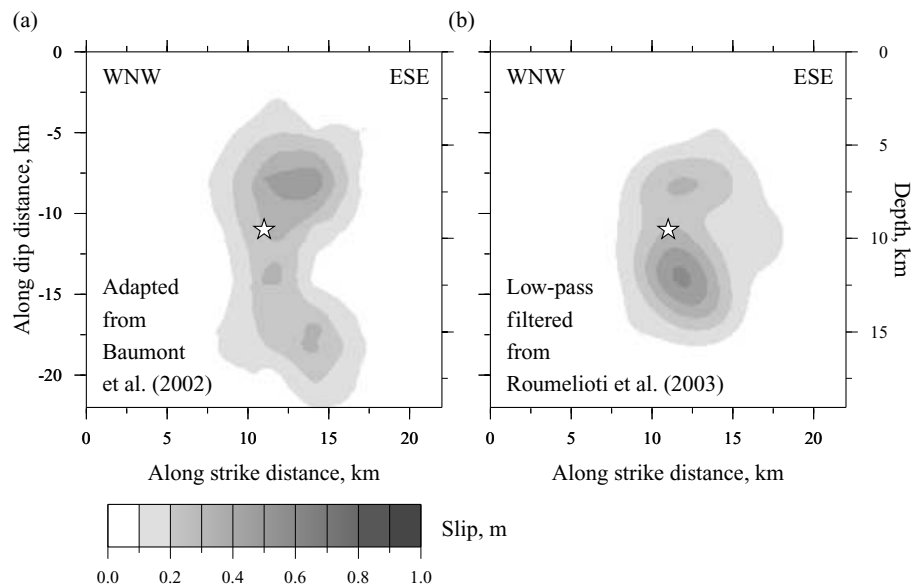 (a)
(b)
0
-5
-10
-15
-20
Along dip distance, km
WNW
ESE
Adapted
from
Baumont
et al. (2002)
0
5
10
15
20
Along strike distance, km
WNW
ESE
Low-pass
filtered
from
Roumelioti et al. (2003)
0
5
10
15
Depth, km
0
5
10
15
20
Along strike distance, km
Slip, m
0.0
0.2
0.4
0.6
0.8
1.0